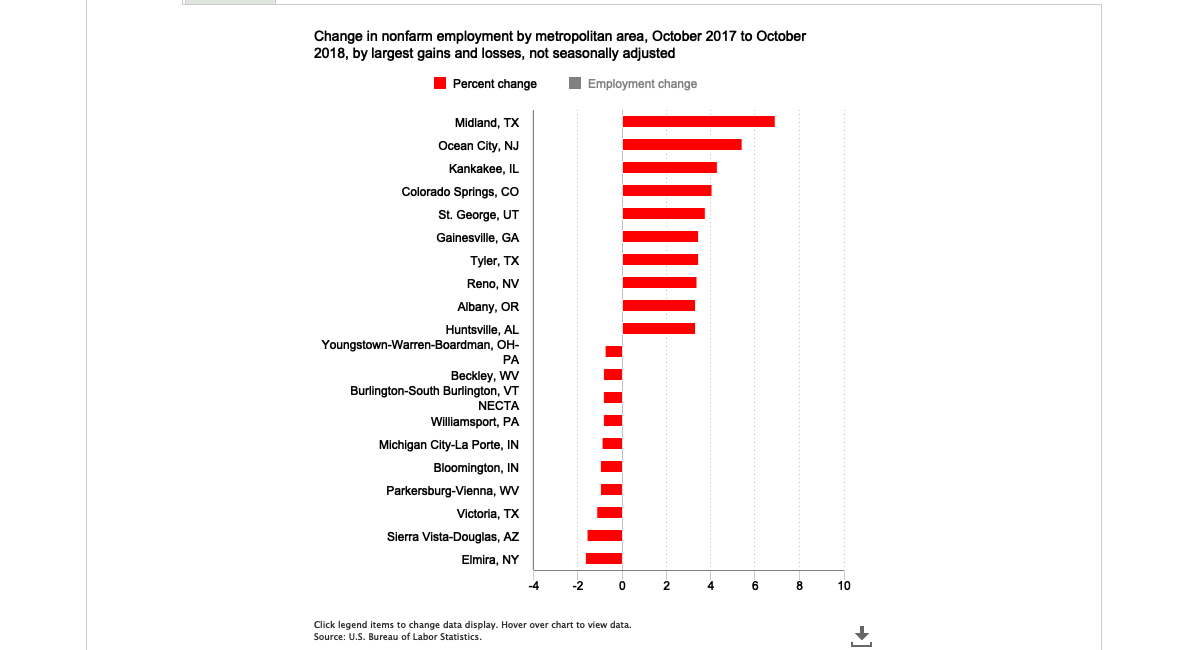 Change in nonfarm employment by metropolitan area, October 2017 to October
2018, by largest gains and losses, not seasonally adjusted
Percent change
Employment change
Midland, TX
Ocean City, NJ
Kankakee, IL
Colorado Springs, CO
St. George, UT
Gainesville, GA
Tyler, TX
Reno, NV
Albany, OR
Huntsville, AL
Youngstown-Warren-Boardman, OH-
PA
Beckley, WV
Burlington-South Burlington, VT
NECTA
Williamsport, PA
Michigan City-La Porte, IN
Bloomington, IN
Parkersburg-Vienna, WV
Victoria, TX
Sierra Vista-Douglas, AZ
Elmira, NY
-4 -2 0 2 4 6 8 10
Click legend items to change data display. Hover over chart to view data.
Source: U.S. Bureau of Labor Statistics.